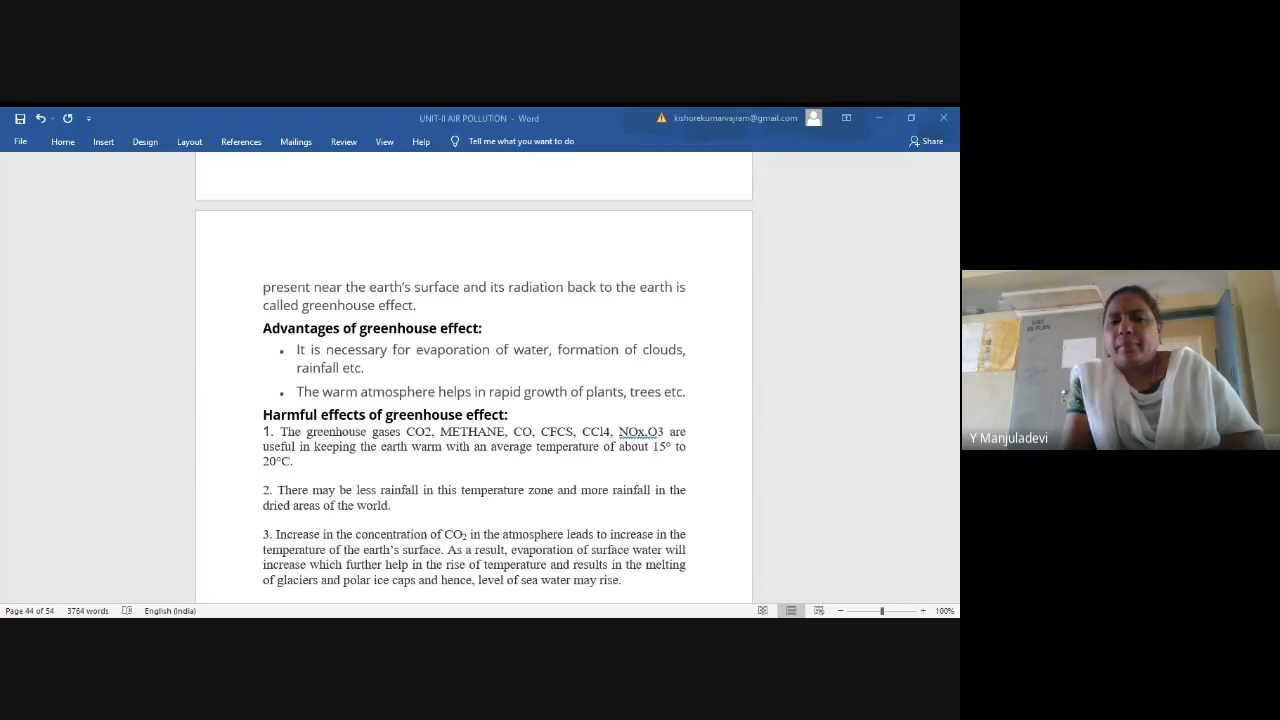 UNIT-II AIR POLLUTION - Word
kishorekumarvajram@gmail.com
File Home Insert Design Layout References Mailings Review View Help Tell me what you want to do Share
present near the earth's surface and its radiation back to the earth is
called greenhouse effect.
Advantages of greenhouse effect:
• It is necessary for evaporation of water, formation of clouds,
rainfall etc.
• The warm atmosphere helps in rapid growth of plants, trees etc.
Harmful effects of greenhouse effect:
1. The greenhouse gases CO2, METHANE, CO, CFCS, CCl4, NOx,O3 are
useful in keeping the earth warm with an average temperature of about 15° to
20°C.
2. There may be less rainfall in this temperature zone and more rainfall in the
dried areas of the world.
3. Increase in the concentration of CO₂ in the atmosphere leads to increase in the
temperature of the earth's surface. As a result, evaporation of surface water will
increase which further help in the rise of temperature and results in the melting
of glaciers and polar ice caps and hence, level of sea water may rise.
Page 44 of 54 3764 words English (India) 100%
Y Manjuladevi